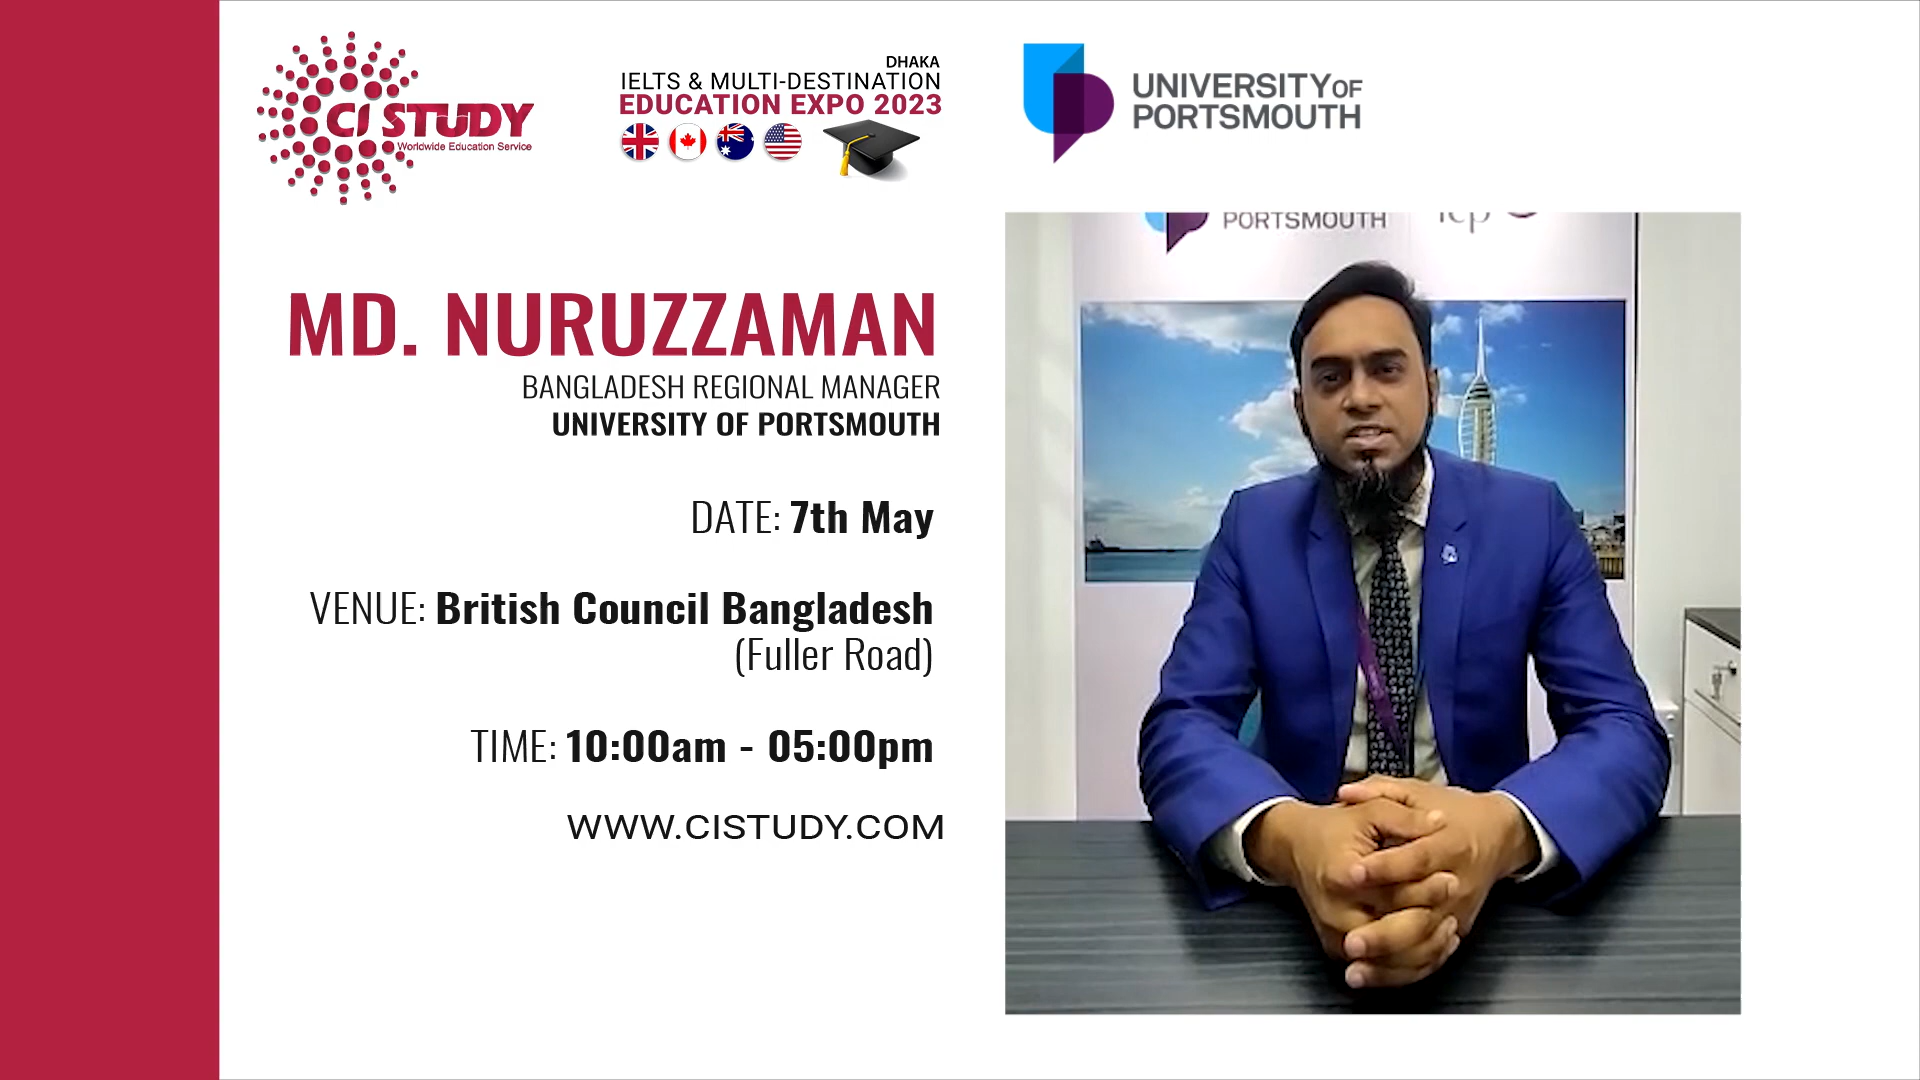 CI STUDY
Worldwide Education Service
DHAKA
IELTS & MULTI-DESTINATION
EDUCATION EXPO 2023
UNIVERSITY OF
PORTSMOUTH
MD. NURUZZAMAN
BANGLADESH REGIONAL MANAGER
UNIVERSITY OF PORTSMOUTH
DATE: 7th May
VENUE: British Council Bangladesh
(Fuller Road)
TIME: 10:00am - 05:00pm
WWW.CISTUDY.COM
PORTSMOUTH
icp